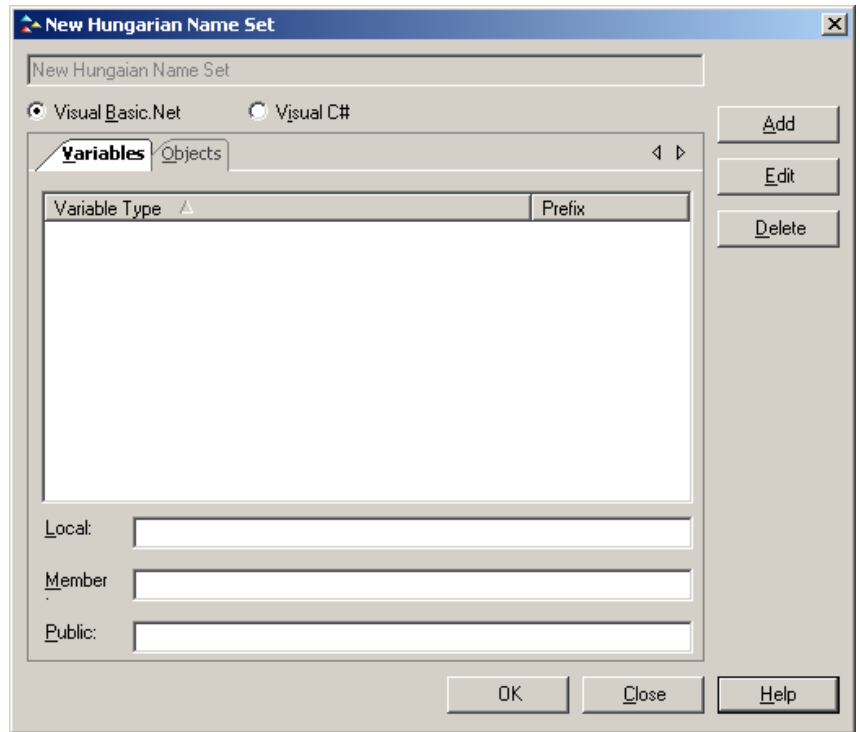 New Hungarian Name Set
New Hungaian Name Set
Visual Basic.Net Visual C#
Add
Variables Objects
Edit
Variable Type Prefix
Delete
Local:
Member:
Public:
OK Close Help